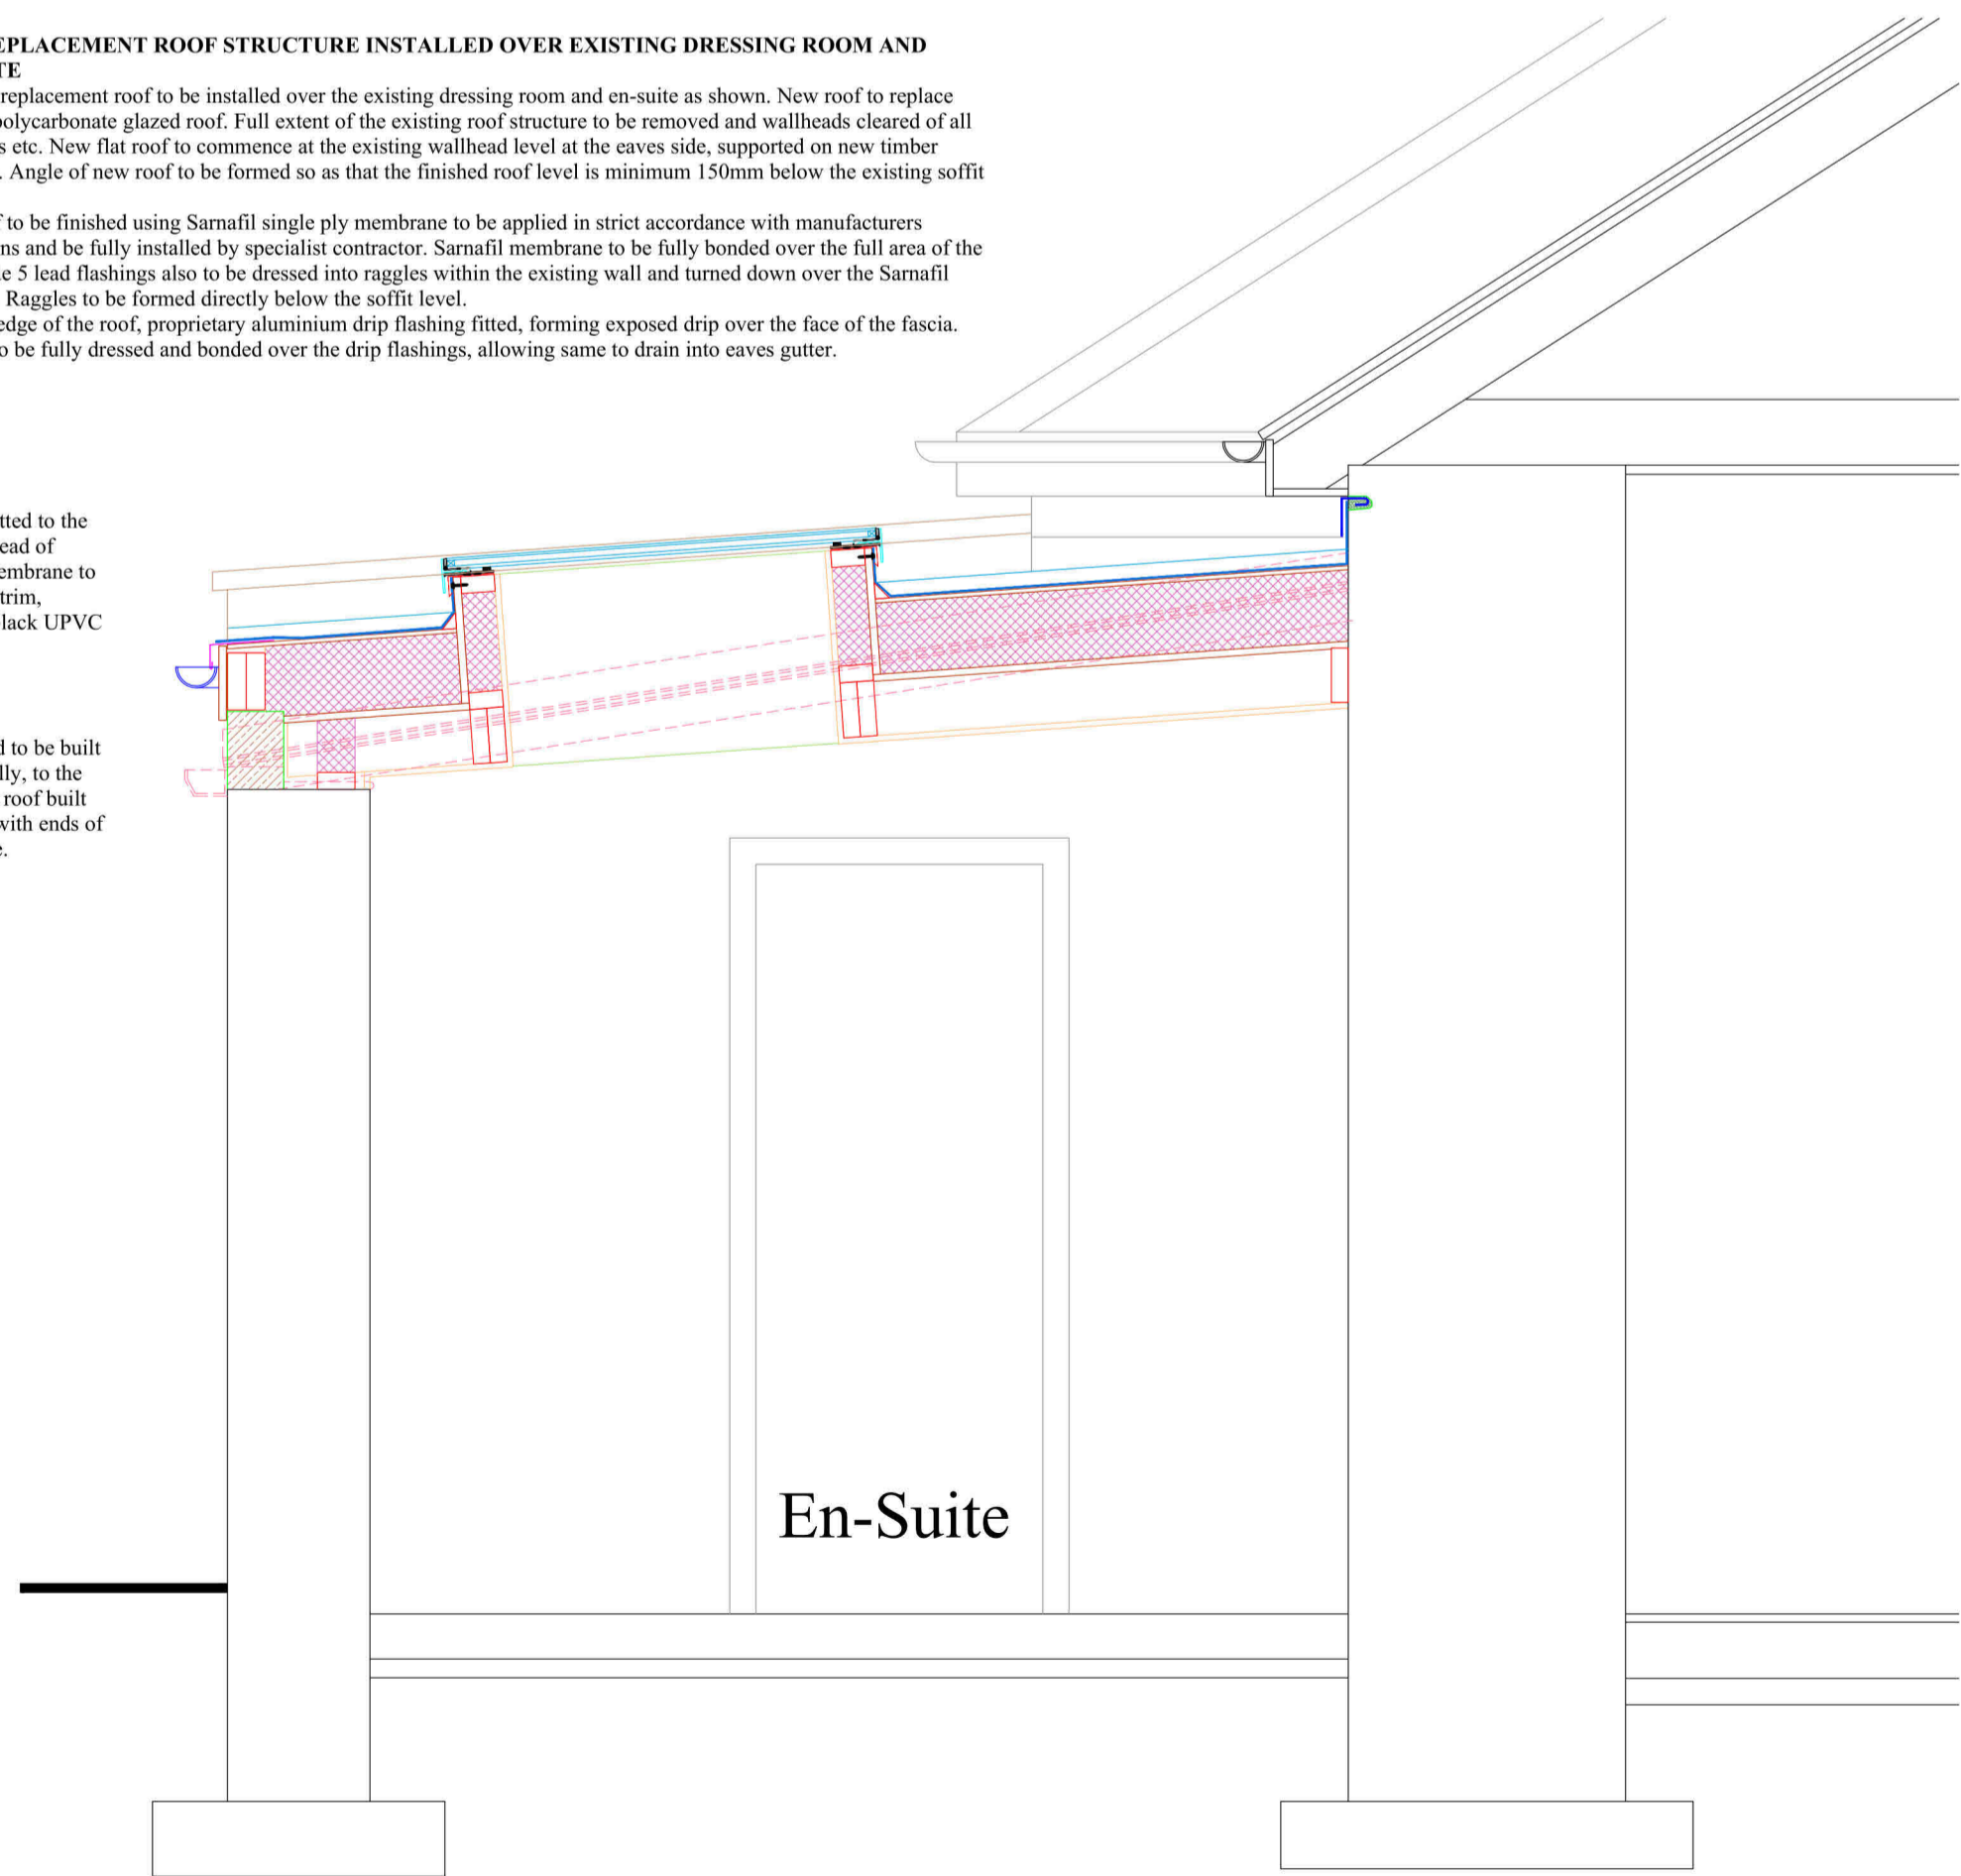 EPLACEMENT ROOF STRUCTURE INSTALLED OVER EXISTING DRESSING ROOM AND
TE
replacement roof to be installed over the existing dressing room and en-suite as shown. New roof to replace
polycarbonate glazed roof. Full extent of the existing roof structure to be removed and wallheads cleared of all
s etc. New flat roof to commence at the existing wallhead level at the eaves side, supported on new timber
. Angle of new roof to be formed so as that the finished roof level is minimum 150mm below the existing soffit
f to be finished using Sarnafil single ply membrane to be applied in strict accordance with manufacturers
ns and be fully installed by specialist contractor. Sarnafil membrane to be fully bonded over the full area of the
le 5 lead flashings also to be dressed into raggles within the existing wall and turned down over the Sarnafil
Raggles to be formed directly below the soffit level.
edge of the roof, proprietary aluminium drip flashing fitted, forming exposed drip over the face of the fascia.
o be fully dressed and bonded over the drip flashings, allowing same to drain into eaves gutter.
tted to the
ead of
embrane to
trim,
lack UPVC
d to be built
lly, to the
roof built
with ends of
e.
En-Suite